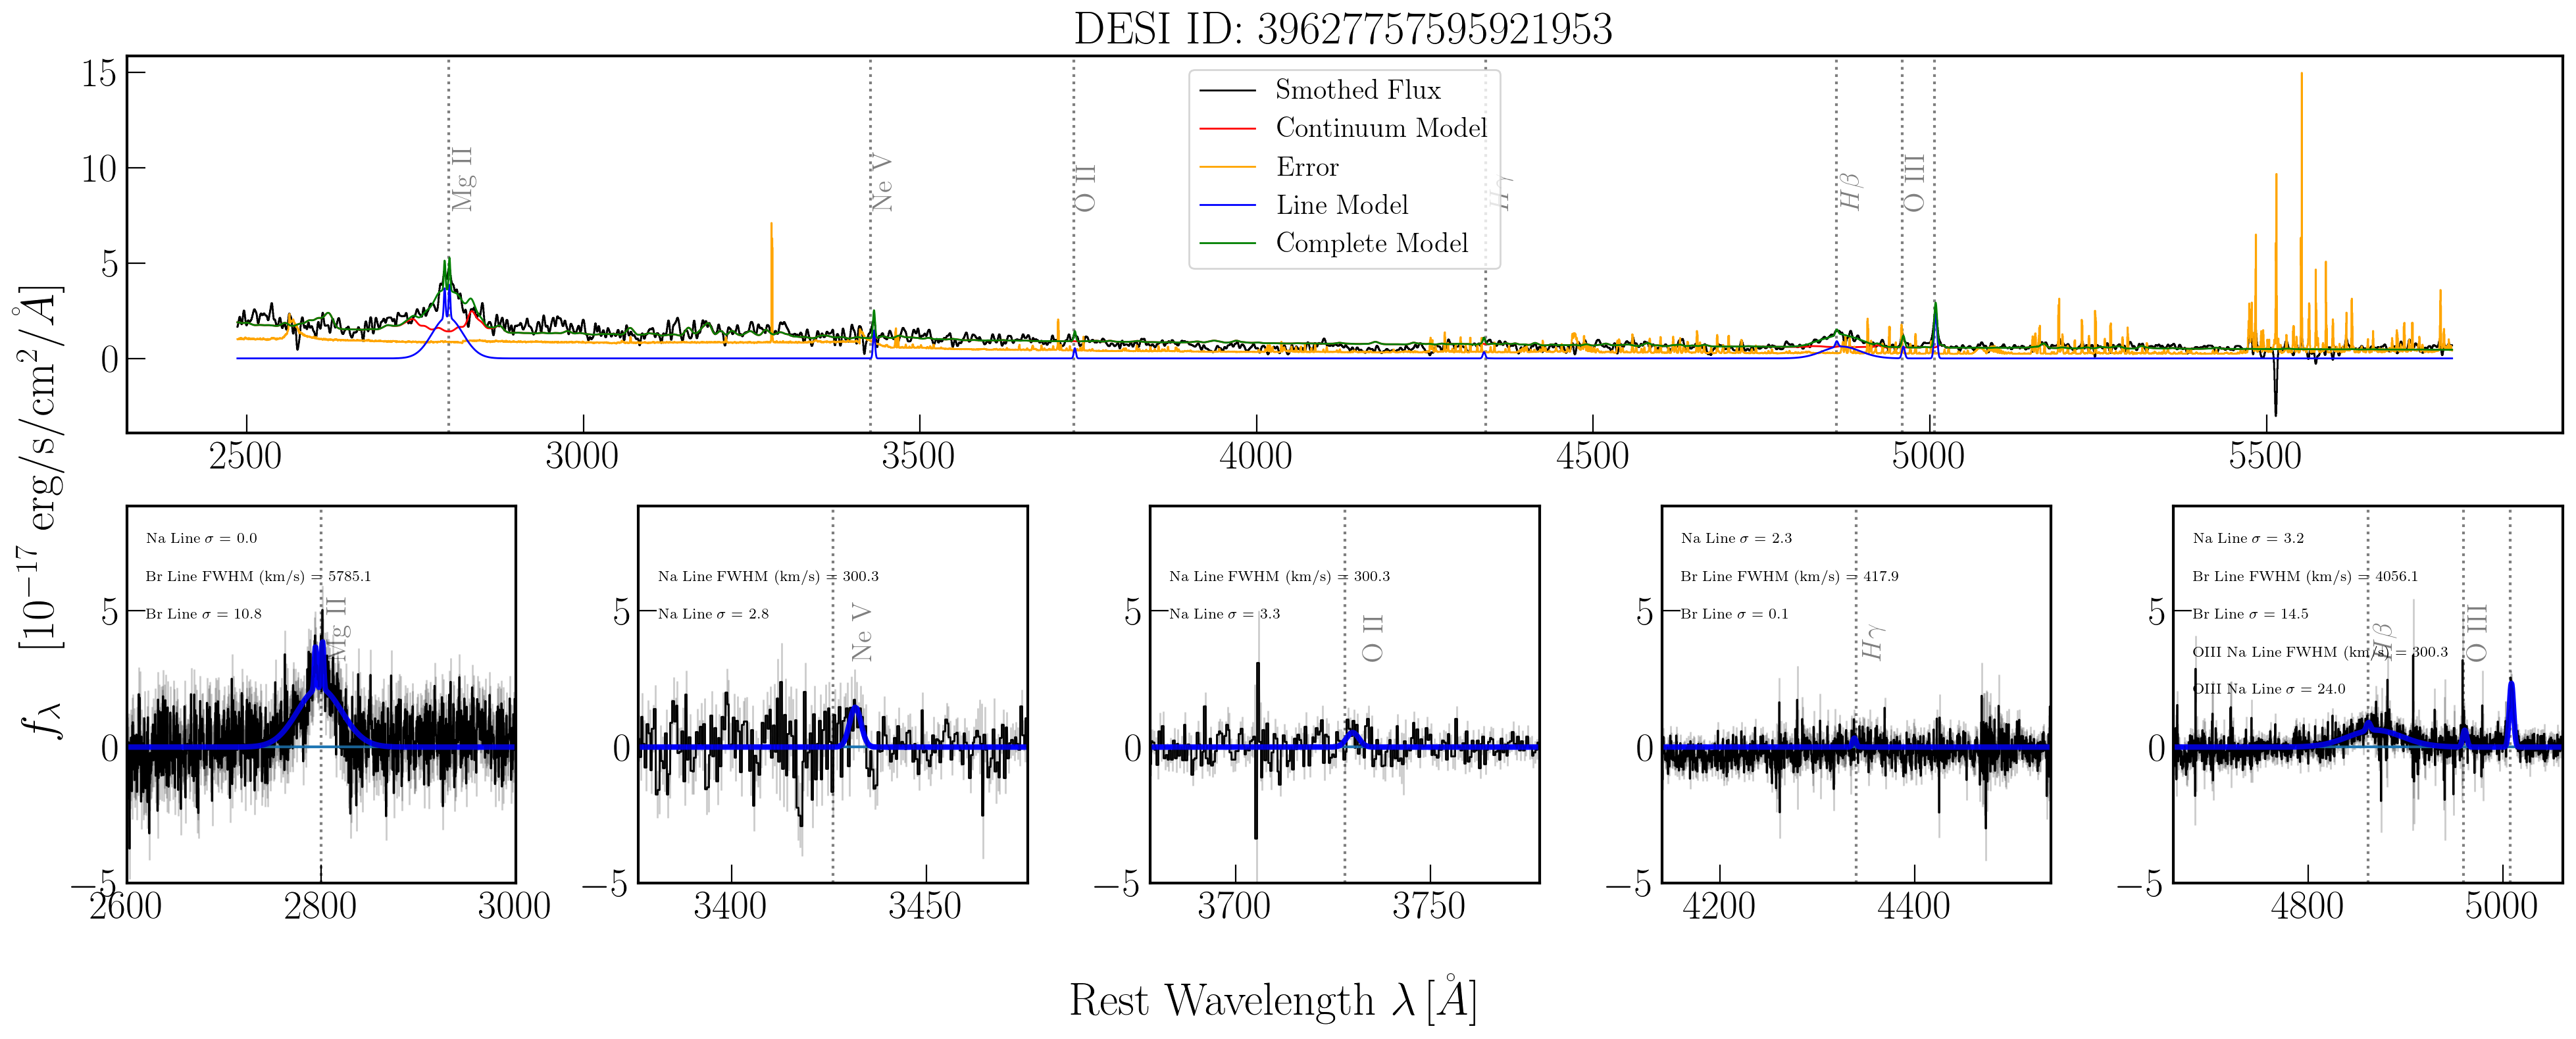 DESI ID: 39627757595921953
15
10
5
0
Mg II
Ne V
O II
Hγ
Hβ
O III
Smothed Flux
Continuum Model
Error
Line Model
Complete Model
2500 3000 3500 4000 4500 5000 5500
f_λ [10^−17 erg/s/cm^2/Å]
Na Line σ = 0.0
Br Line FWHM (km/s) = 5785.1
Br Line σ = 10.8
Mg II
5
0
−5
2600 2800 3000
Na Line FWHM (km/s) = 300.3
Na Line σ = 2.8
Ne V
5
0
−5
3400 3450
Na Line FWHM (km/s) = 300.3
Na Line σ = 3.3
O II
5
0
−5
3700 3750
Na Line σ = 2.3
Br Line FWHM (km/s) = 417.9
Br Line σ = 0.1
Hγ
5
0
−5
4200 4400
Na Line σ = 3.2
Br Line FWHM (km/s) = 4056.1
Br Line σ = 14.5
OIII Na Line FWHM (km/s) = 300.3
OIII Na Line σ = 24.0
Hβ
O III
5
0
−5
4800 5000
Rest Wavelength λ [Å]